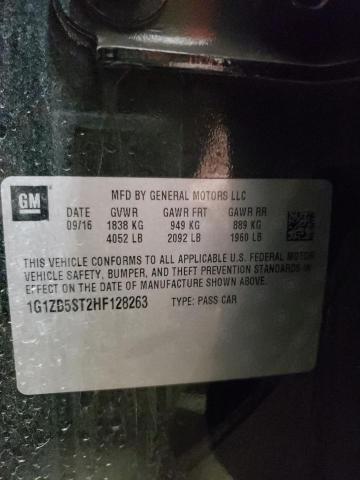 GM
MFD BY GENERAL MOTORS LLC
DATE GVWR GAWR FRT GAWR RR
09/16 1838 KG 949 KG 889 KG
4052 LB 2092 LB 1960 LB
THIS VEHICLE CONFORMS TO ALL APPLICABLE U.S. FEDERAL MOTOR
VEHICLE SAFETY, BUMPER, AND THEFT PREVENTION STANDARDS
IN EFFECT ON THE DATE OF MANUFACTURE SHOWN ABOVE.
1G1ZB5ST2HF128263 TYPE: PASS CAR